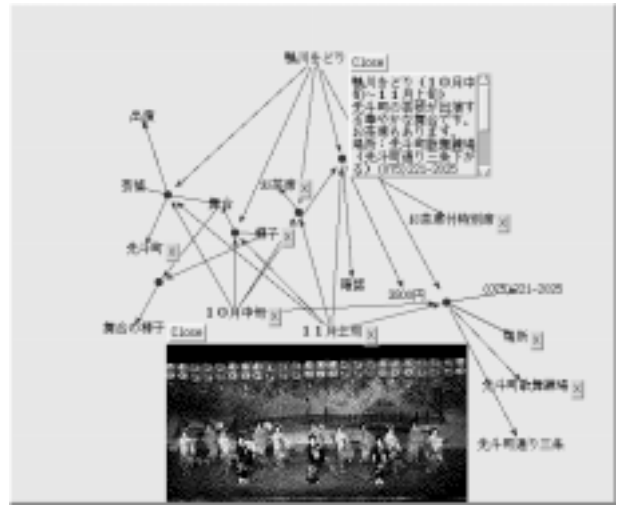 鴨川をどり
Close
鴨川をどり（１０月中
旬～１１月上旬）
先斗町の芸妓が出演す
る華やかな舞台です。
お茶席もあります。
場所：先斗町歌舞練場
（先斗町通り三条下が
る）(075)221-2025
出演
芸妓
舞台
お茶席
X
お茶席付特別席
X
先斗町
X
様子
X
3800円
(075)221-2025
舞台の様子
１０月中旬
X
１１月上旬
X
場所
X
Close
先斗町歌舞練場
X
先斗町通り三条